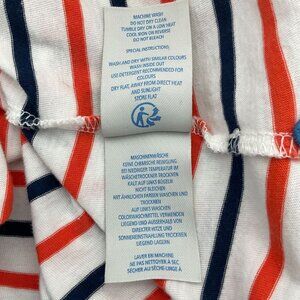 MACHINE WASH
DO NOT DRY CLEAN
TUMBLE DRY ON A LOW HEAT
COOL IRON ON REVERSE
DO NOT BLEACH
SPECIAL INSTRUCTIONS:
WASH AND DRY WITH SIMILAR COLOURS
WASH INSIDE OUT
USE DETERGENT RECOMMENDED FOR
COLOURS
DRY FLAT, AWAY FROM DIRECT HEAT
AND SUNLIGHT
STORE FLAT
MASCHINENWÄSCHE
KEINE CHEMISCHE REINIGUNG
BEI NIEDRIGER TEMPERATUR IM
WÄSCHETROCKNER TROCKNEN
KALT AUF LINKS BÜGELN
NICHT BLEICHEN
MIT ÄHNLICHEN FARBEN WASCHEN UND
TROCKNEN
AUF LINKS WASCHEN
COLORWASCHMITTEL VERWENDEN
LIEGEND UND AUSSERHALB VON
DIREKTER HITZE UND
SONNENEINSTRAHLUNG TROCKNEN
LIEGEND LAGERN
LAVER EN MACHINE
NE PAS NETTOYER À SEC
SÉCHER AU SÈCHE-LINGE À